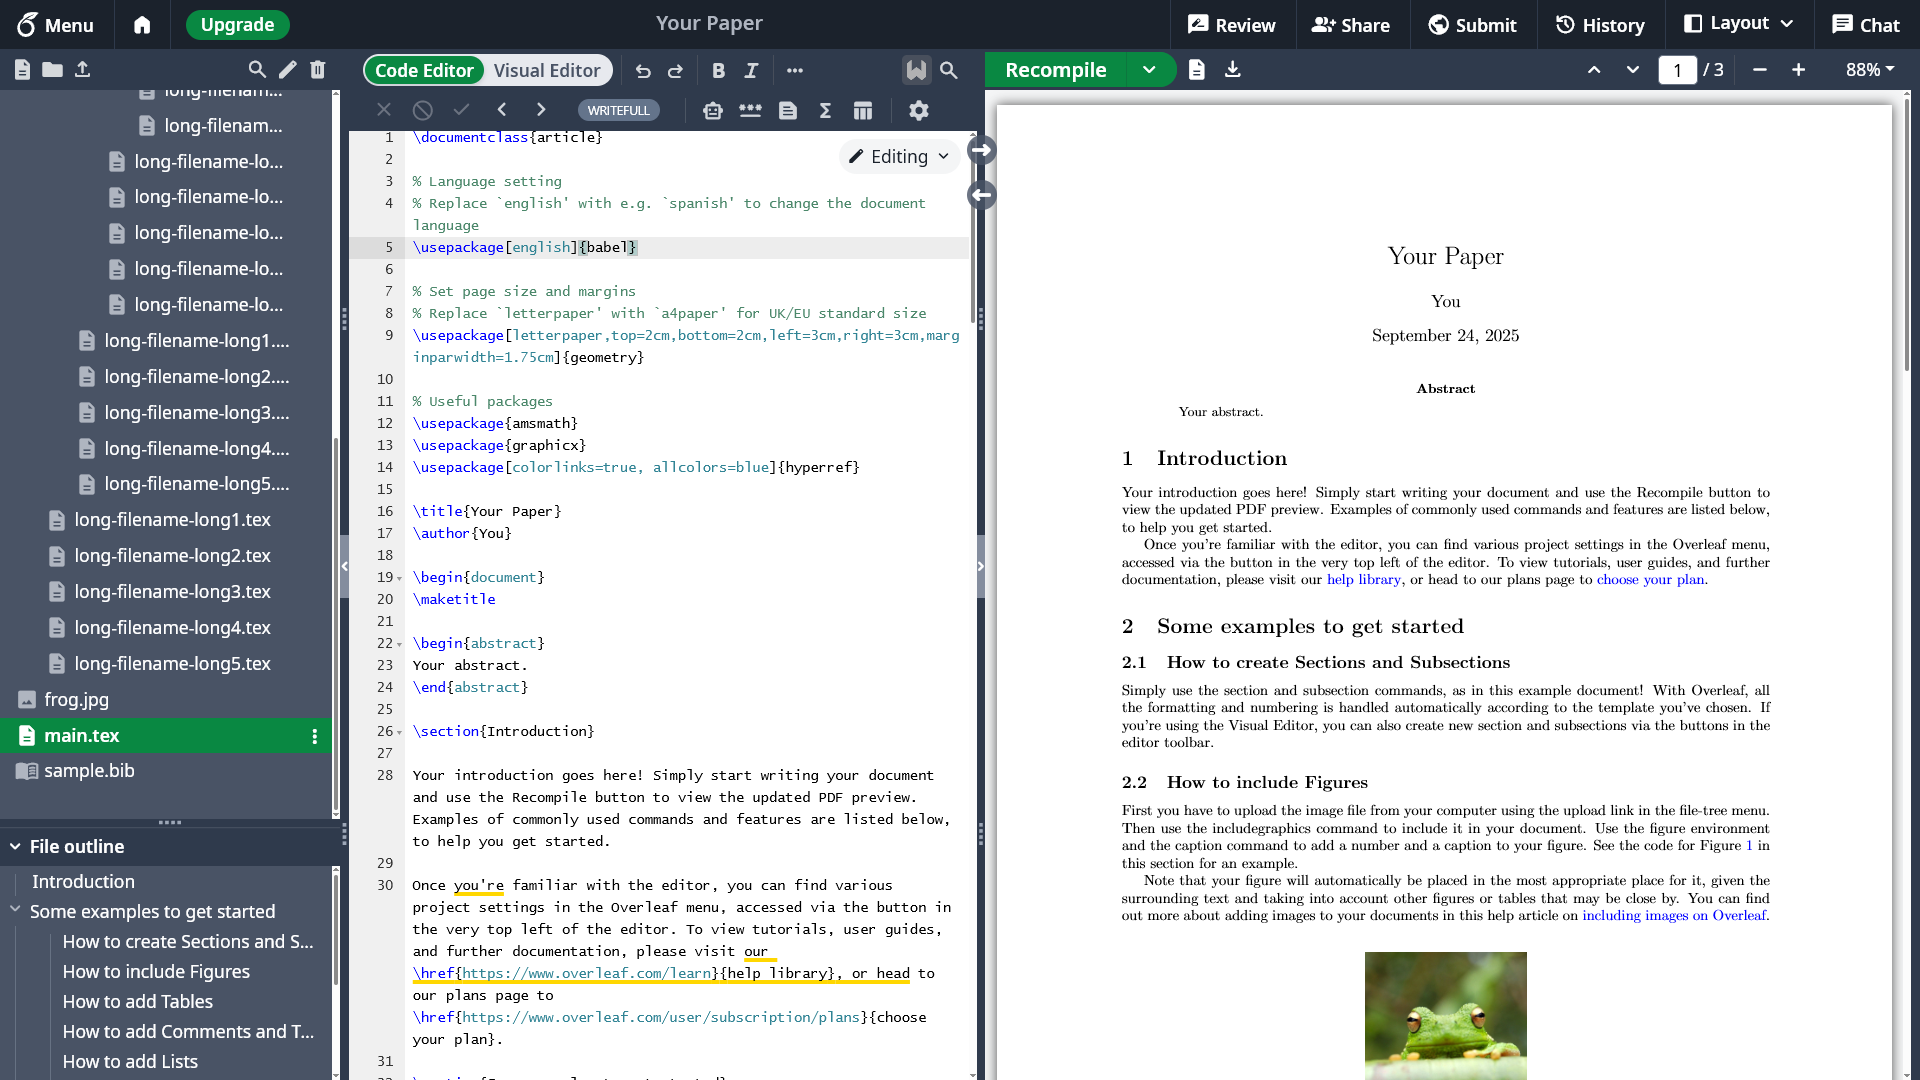 Menu
Upgrade
Your Paper
Review
Share
Submit
History
Layout
Chat
Code Editor
Visual Editor
Recompile
1 / 3
88%
WRITEFULL
Editing
long-filenam...
long-filenam...
long-filename-lo...
long-filename-lo...
long-filename-lo...
long-filename-lo...
long-filename-lo...
long-filename-long1....
long-filename-long2....
long-filename-long3....
long-filename-long4....
long-filename-long5....
long-filename-long1.tex
long-filename-long2.tex
long-filename-long3.tex
long-filename-long4.tex
long-filename-long5.tex
frog.jpg
main.tex
sample.bib
File outline
Introduction
Some examples to get started
How to create Sections and S...
How to include Figures
How to add Tables
How to add Comments and T...
How to add Lists
1 \documentclass{article}
2
3 % Language setting
4 % Replace `english' with e.g. `spanish' to change the document
language
5 \usepackage[english]{babel}
6
7 % Set page size and margins
8 % Replace `letterpaper' with `a4paper' for UK/EU standard size
9 \usepackage[letterpaper,top=2cm,bottom=2cm,left=3cm,right=3cm,marg
inparwidth=1.75cm]{geometry}
10
11 % Useful packages
12 \usepackage{amsmath}
13 \usepackage{graphicx}
14 \usepackage[colorlinks=true, allcolors=blue]{hyperref}
15
16 \title{Your Paper}
17 \author{You}
18
19 \begin{document}
20 \maketitle
21
22 \begin{abstract}
23 Your abstract.
24 \end{abstract}
25
26 \section{Introduction}
27
28 Your introduction goes here! Simply start writing your document
and use the Recompile button to view the updated PDF preview.
Examples of commonly used commands and features are listed below,
to help you get started.
29
30 Once you're familiar with the editor, you can find various
project settings in the Overleaf menu, accessed via the button in
the very top left of the editor. To view tutorials, user guides,
and further documentation, please visit our
\href{https://www.overleaf.com/learn}{help library}, or head to
our plans page to
\href{https://www.overleaf.com/user/subscription/plans}{choose
your plan}.
31
Your Paper
You
September 24, 2025
Abstract
Your abstract.
1 Introduction
Your introduction goes here! Simply start writing your document and use the Recompile button to
view the updated PDF preview. Examples of commonly used commands and features are listed below,
to help you get started.
Once you're familiar with the editor, you can find various project settings in the Overleaf menu,
accessed via the button in the very top left of the editor. To view tutorials, user guides, and further
documentation, please visit our help library, or head to our plans page to choose your plan.
2 Some examples to get started
2.1 How to create Sections and Subsections
Simply use the section and subsection commands, as in this example document! With Overleaf, all
the formatting and numbering is handled automatically according to the template you've chosen. If
you're using the Visual Editor, you can also create new section and subsections via the buttons in the
editor toolbar.
2.2 How to include Figures
First you have to upload the image file from your computer using the upload link in the file-tree menu.
Then use the includegraphics command to include it in your document. Use the figure environment
and the caption command to add a number and a caption to your figure. See the code for Figure 1 in
this section for an example.
Note that your figure will automatically be placed in the most appropriate place for it, given the
surrounding text and taking into account other figures or tables that may be close by. You can find
out more about adding images to your documents in this help article on including images on Overleaf.